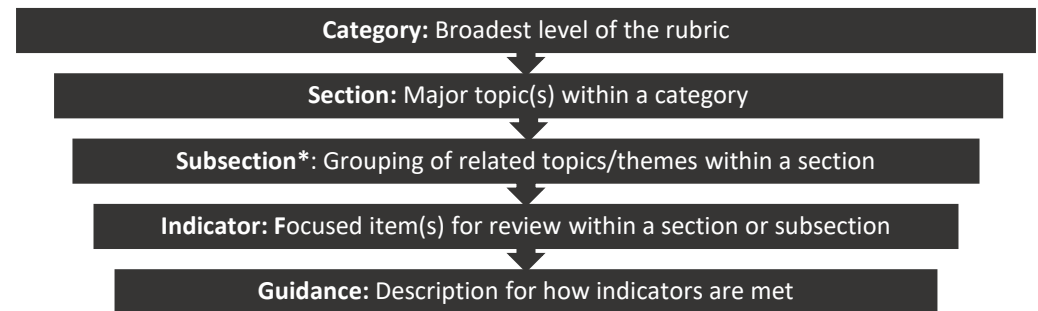 Category: Broadest level of the rubric
Section: Major topic(s) within a category
Subsection*: Grouping of related topics/themes within a section
Indicator: Focused item(s) for review within a section or subsection
Guidance: Description for how indicators are met